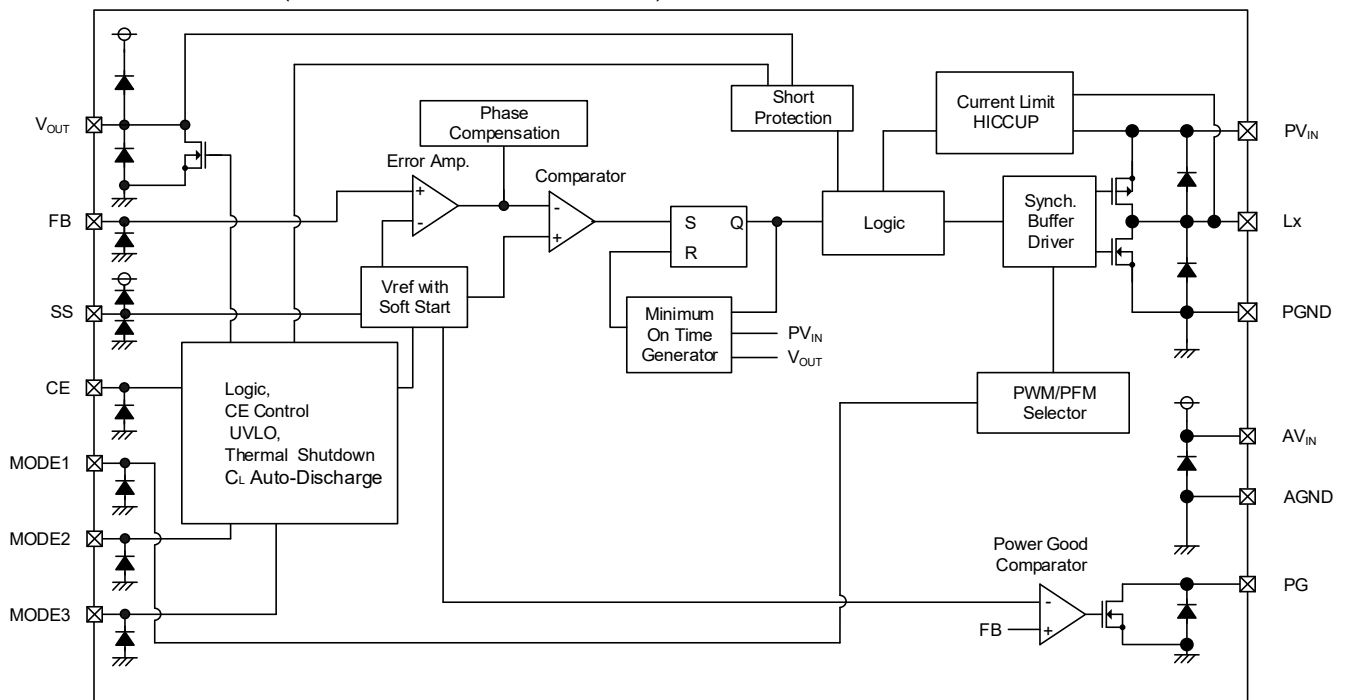 VOUT
FB
SS
CE
MODE1
MODE2
MODE3
Phase
Compensation
Error Amp.
+
-
Comparator
-
+
Vref with
Soft Start
Logic,
CE Control
UVLO,
Thermal Shutdown
CL Auto-Discharge
Short
Protection
S
Q
R
Minimum
On Time
Generator
PVIN
VOUT
Logic
Current Limit
HICCUP
Synch.
Buffer
Driver
PWM/PFM
Selector
Power Good
Comparator
-
FB
+
PVIN
Lx
PGND
AVIN
AGND
PG